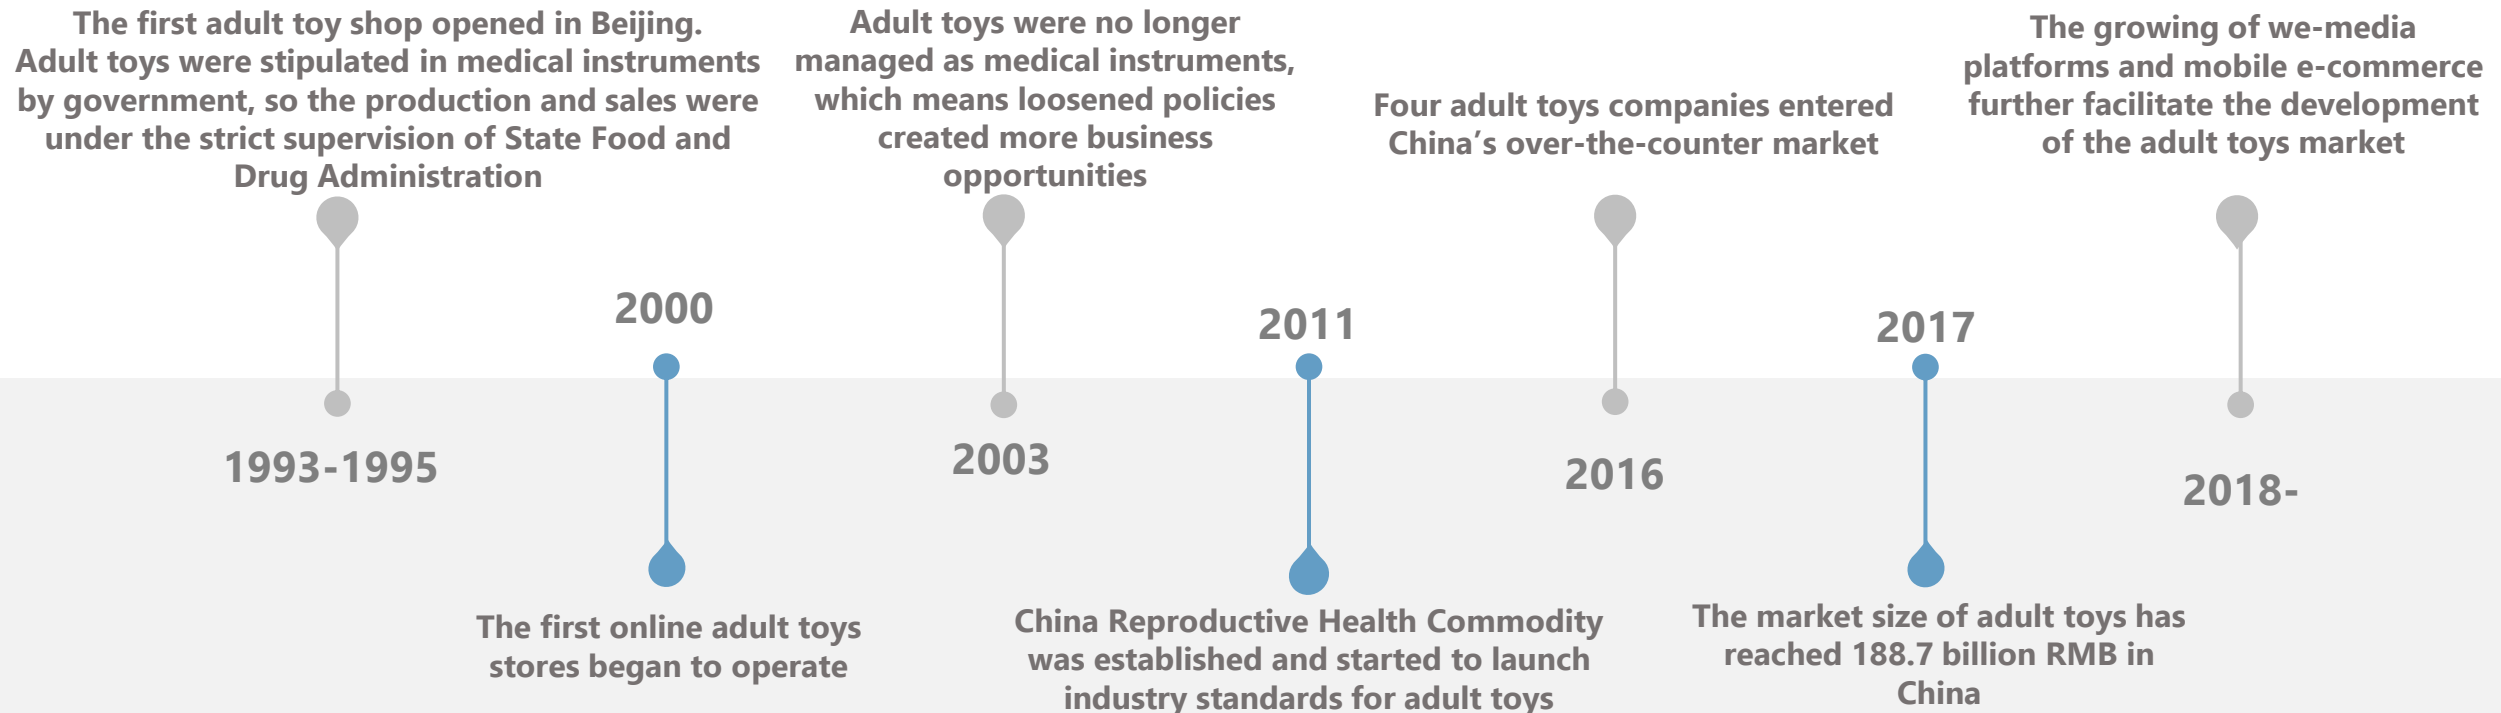 The first adult toy shop opened in Beijing.
Adult toys were stipulated in medical instruments
by government, so the production and sales were
under the strict supervision of State Food and
Drug Administration
1993-1995
2000
The first online adult toys
stores began to operate
Adult toys were no longer
managed as medical instruments,
which means loosened policies
created more business
opportunities
2003
2011
China Reproductive Health Commodity
was established and started to launch
industry standards for adult toys
Four adult toys companies entered
China’s over-the-counter market
2016
2017
The market size of adult toys has
reached 188.7 billion RMB in
China
The growing of we-media
platforms and mobile e-commerce
further facilitate the development
of the adult toys market
2018-